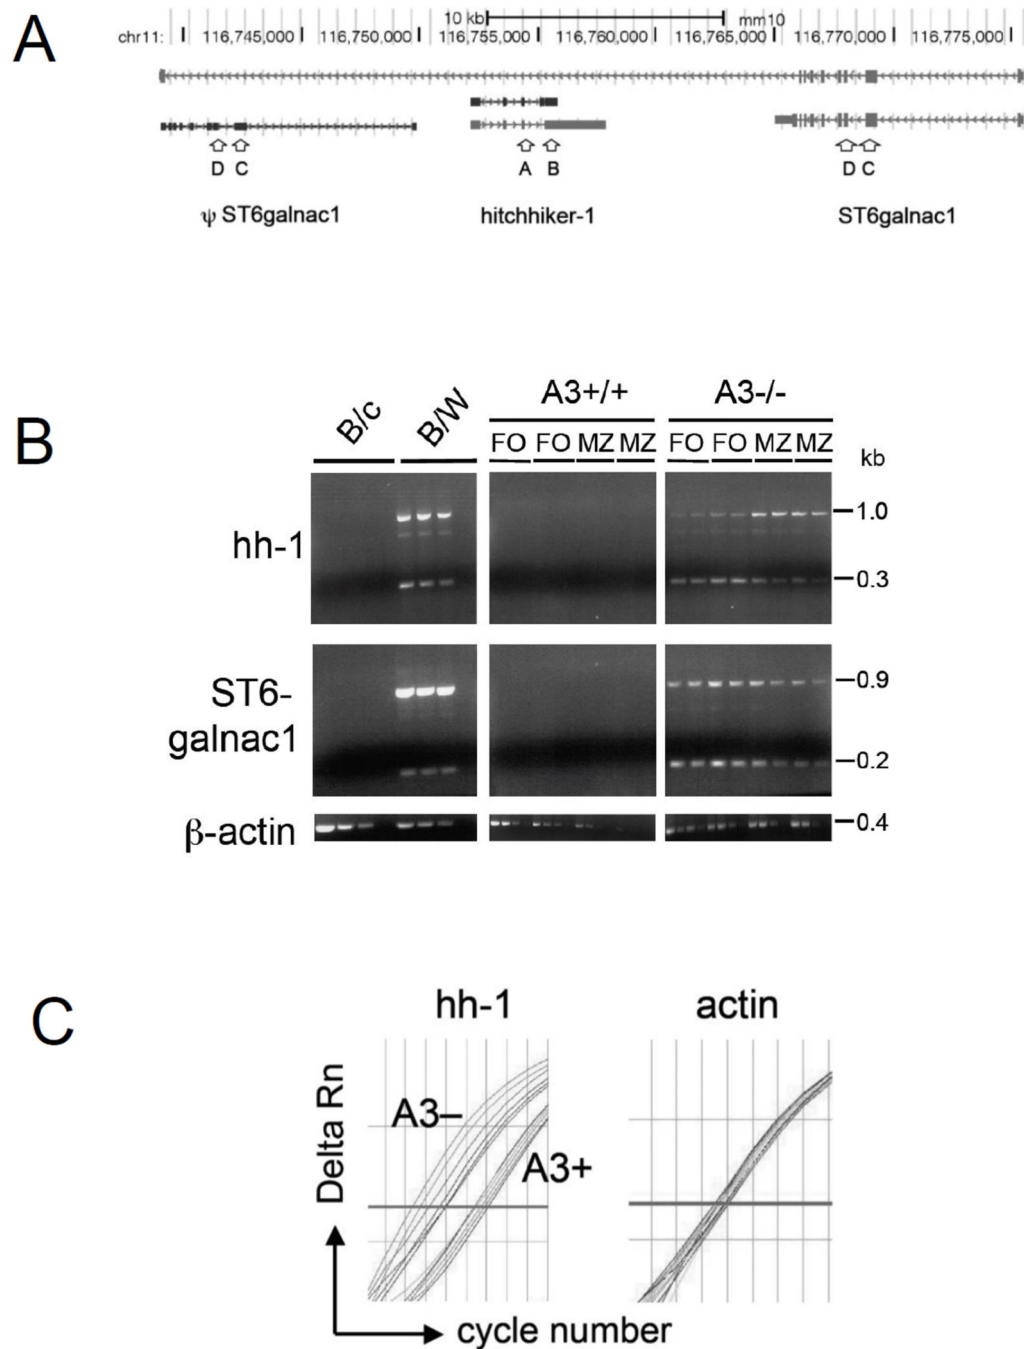 A
10 kb mm10
chr11: 116,745,000 116,750,000 116,755,000 116,760,000 116,765,000 116,770,000 116,775,000
D C A B D C
ψ ST6galnac1 hitchhiker-1 ST6galnac1
B
B/c B/W A3+/+ A3-/-
FO FO MZ MZ FO FO MZ MZ
kb
hh-1
1.0
0.3
ST6-
galnac1
0.9
0.2
β-actin
0.4
C
hh-1 actin
Delta Rn
A3–
A3+
cycle number